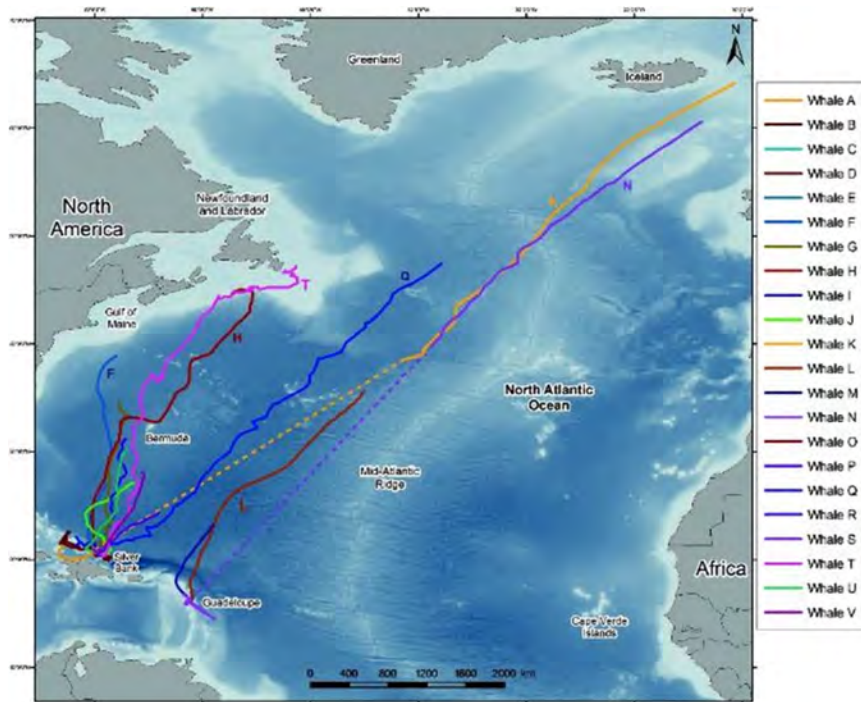 Greenland
N
Iceland
Whale A
Whale B
Whale C
Whale D
Whale E
Whale F
Whale G
Whale H
Whale I
Whale J
Whale K
Whale L
Whale M
Whale N
Whale O
Whale P
Whale Q
Whale R
Whale S
Whale T
Whale U
Whale V
North
America
Newfoundland
and Labrador
N
Q
T
Gulf of
Maine
H
F
North Atlantic
Ocean
Bermuda
Mid-Atlantic
Ridge
L
Silver
Bank
Africa
Guadeloupe
Cape Verde
Islands
0 400 800 1200 1600 2000 km